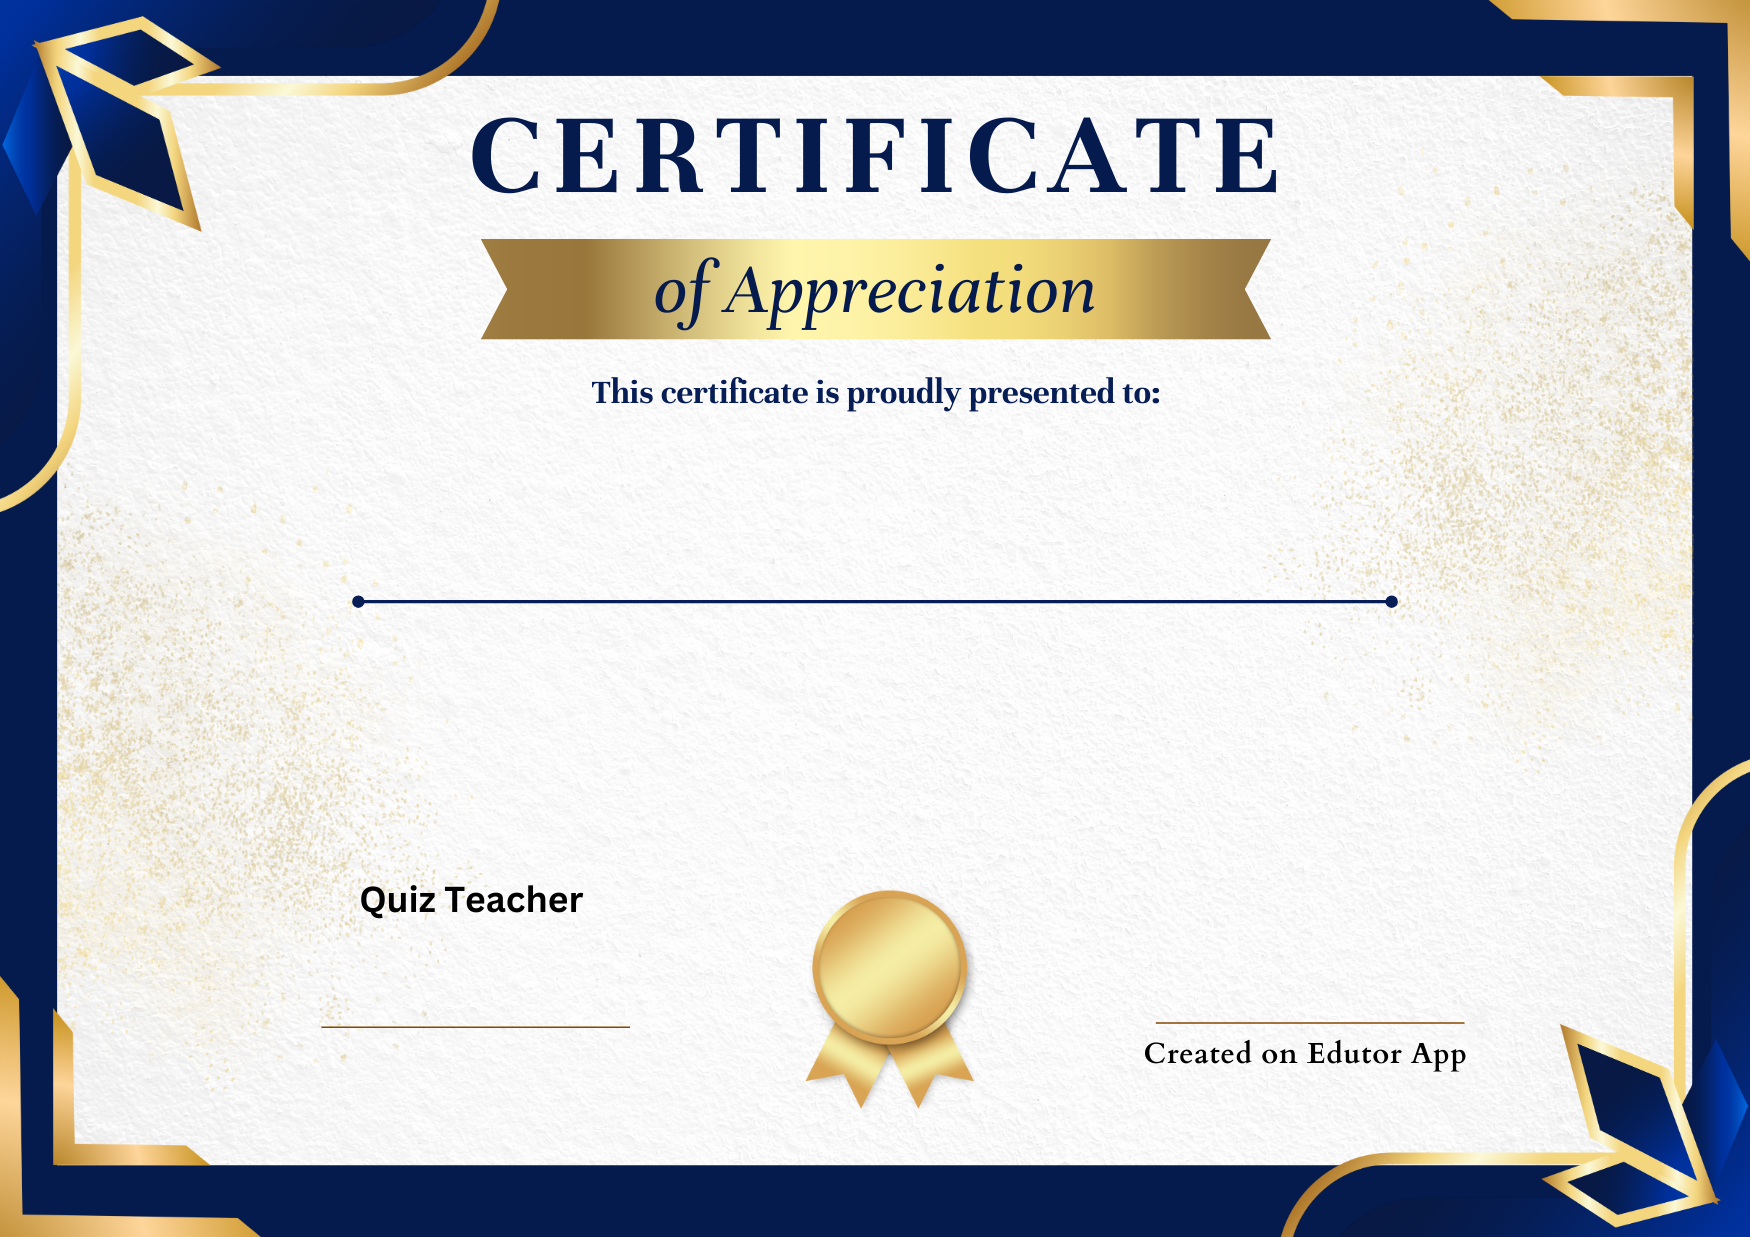 CERTIFICATE
of Appreciation
This certificate is proudly presented to:
Quiz Teacher
Created on Edutor App